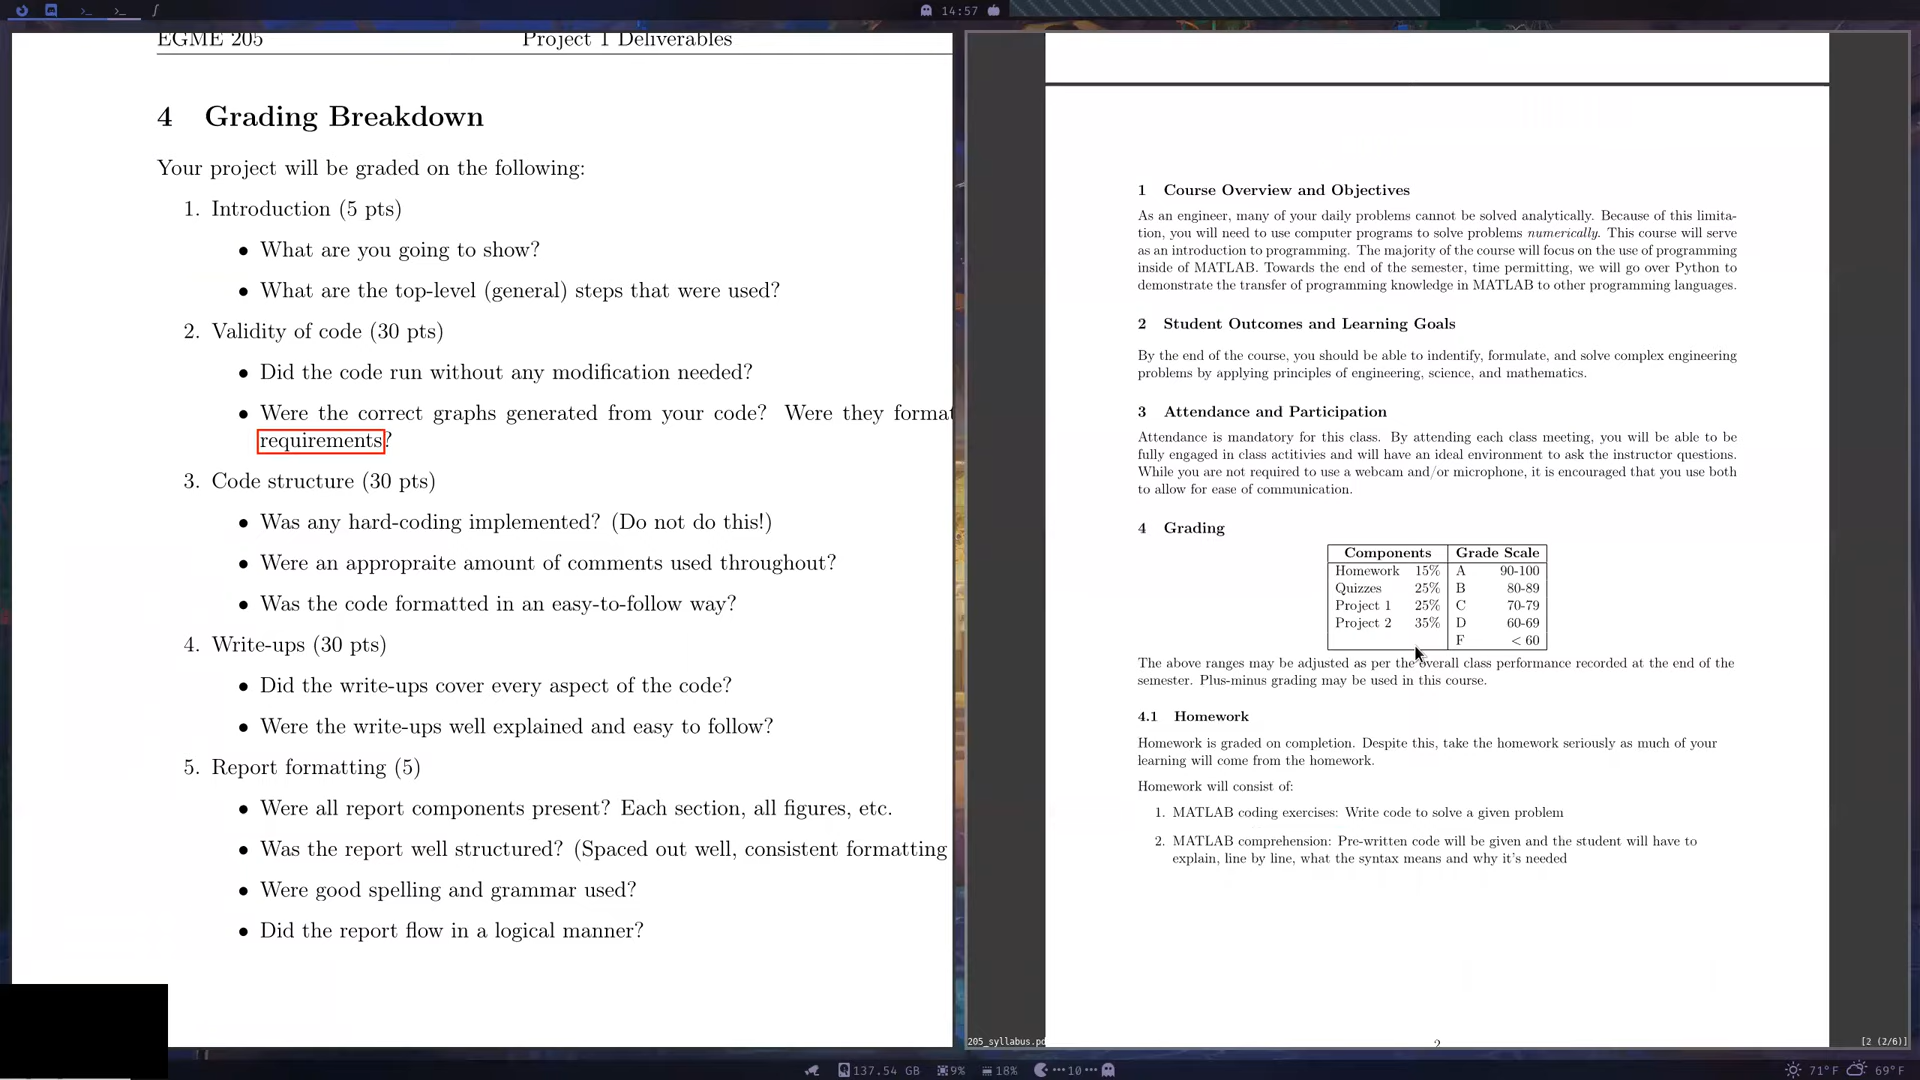 14:57
EGME 205 Project 1 Deliverables
4 Grading Breakdown
Your project will be graded on the following:
1. Introduction (5 pts)
• What are you going to show?
• What are the top-level (general) steps that were used?
2. Validity of code (30 pts)
• Did the code run without any modification needed?
• Were the correct graphs generated from your code? Were they format
requirements?
3. Code structure (30 pts)
• Was any hard-coding implemented? (Do not do this!)
• Were an appropraite amount of comments used throughout?
• Was the code formatted in an easy-to-follow way?
4. Write-ups (30 pts)
• Did the write-ups cover every aspect of the code?
• Were the write-ups well explained and easy to follow?
5. Report formatting (5)
• Were all report components present? Each section, all figures, etc.
• Was the report well structured? (Spaced out well, consistent formatting
• Were good spelling and grammar used?
• Did the report flow in a logical manner?
1 Course Overview and Objectives
As an engineer, many of your daily problems cannot be solved analytically. Because of this limita-
tion, you will need to use computer programs to solve problems numerically. This course will serve
as an introduction to programming. The majority of the course will focus on the use of programming
inside of MATLAB. Towards the end of the semester, time permitting, we will go over Python to
demonstrate the transfer of programming knowledge in MATLAB to other programming languages.
2 Student Outcomes and Learning Goals
By the end of the course, you should be able to indentify, formulate, and solve complex engineering
problems by applying principles of engineering, science, and mathematics.
3 Attendance and Participation
Attendance is mandatory for this class. By attending each class meeting, you will be able to be
fully engaged in class actitivies and will have an ideal environment to ask the instructor questions.
While you are not required to use a webcam and/or microphone, it is encouraged that you use both
to allow for ease of communication.
4 Grading
Components Grade Scale
Homework 15% A 90-100
Quizzes 25% B 80-89
Project 1 25% C 70-79
Project 2 35% D 60-69
F < 60
The above ranges may be adjusted as per the overall class performance recorded at the end of the
semester. Plus-minus grading may be used in this course.
4.1 Homework
Homework is graded on completion. Despite this, take the homework seriously as much of your
learning will come from the homework.
Homework will consist of:
1. MATLAB coding exercises: Write code to solve a given problem
2. MATLAB comprehension: Pre-written code will be given and the student will have to
explain, line by line, what the syntax means and why it's needed
2
205_syllabus.pd [2 (2/6)]
137.54 GB 9% 18% 10 71°F 69°F